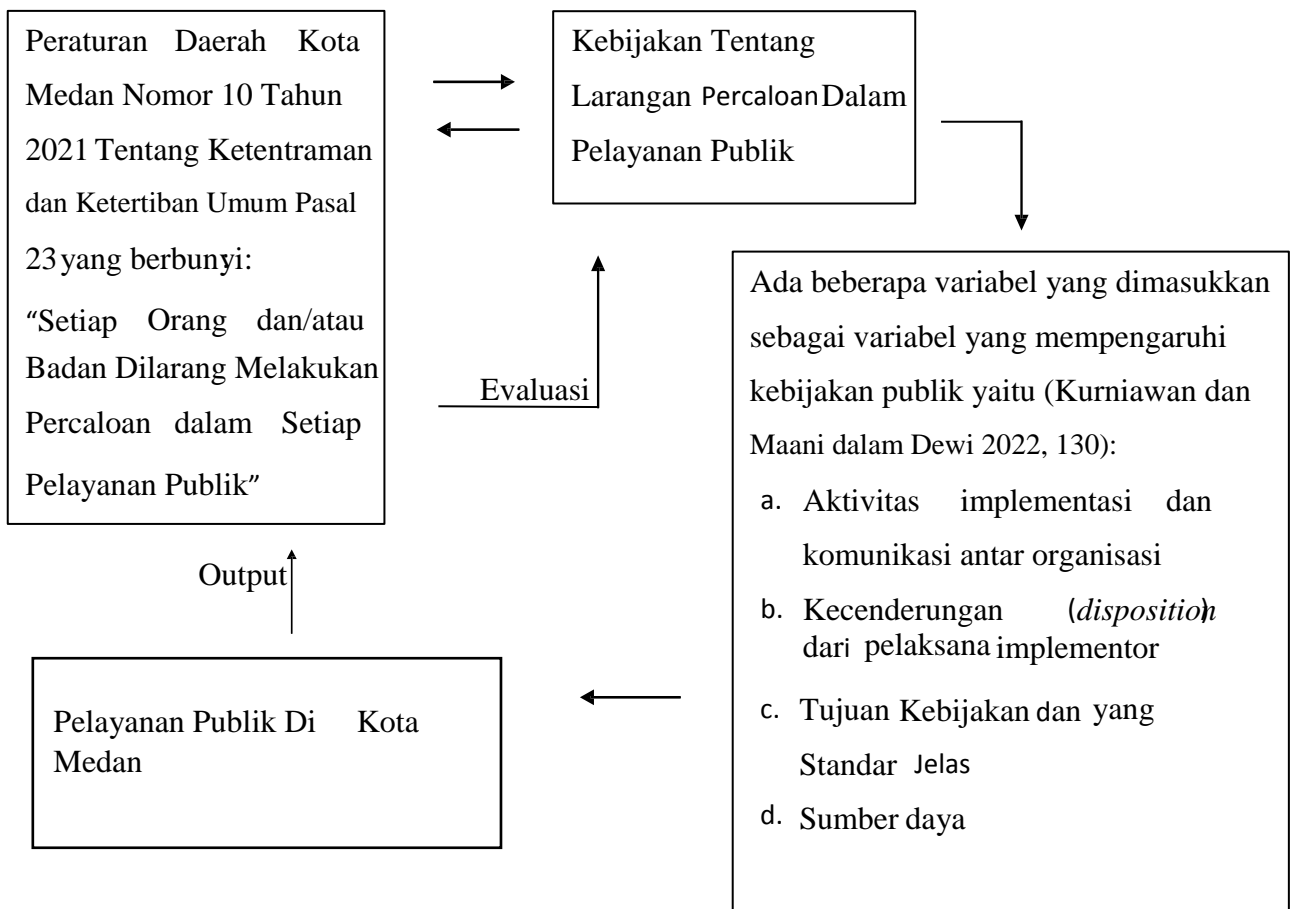 Peraturan Daerah Kota
Medan Nomor 10 Tahun
2021 Tentang Ketentraman
dan Ketertiban Umum Pasal
23 yang berbunyi:
“Setiap Orang dan/atau
Badan Dilarang Melakukan
Percaloan dalam Setiap
Pelayanan Publik”
Kebijakan Tentang
Larangan Percaloan Dalam
Pelayanan Publik
Evaluasi
Ada beberapa variabel yang dimasukkan
sebagai variabel yang mempengaruhi
kebijakan publik yaitu (Kurniawan dan
Maani dalam Dewi 2022, 130):
a. Aktivitas implementasi dan
komunikasi antar organisasi
b. Kecenderungan (disposition)
dari pelaksana implementor
c. Tujuan Kebijakan dan yang
Standar Jelas
d. Sumber daya
Output
Pelayanan Publik Di Kota
Medan